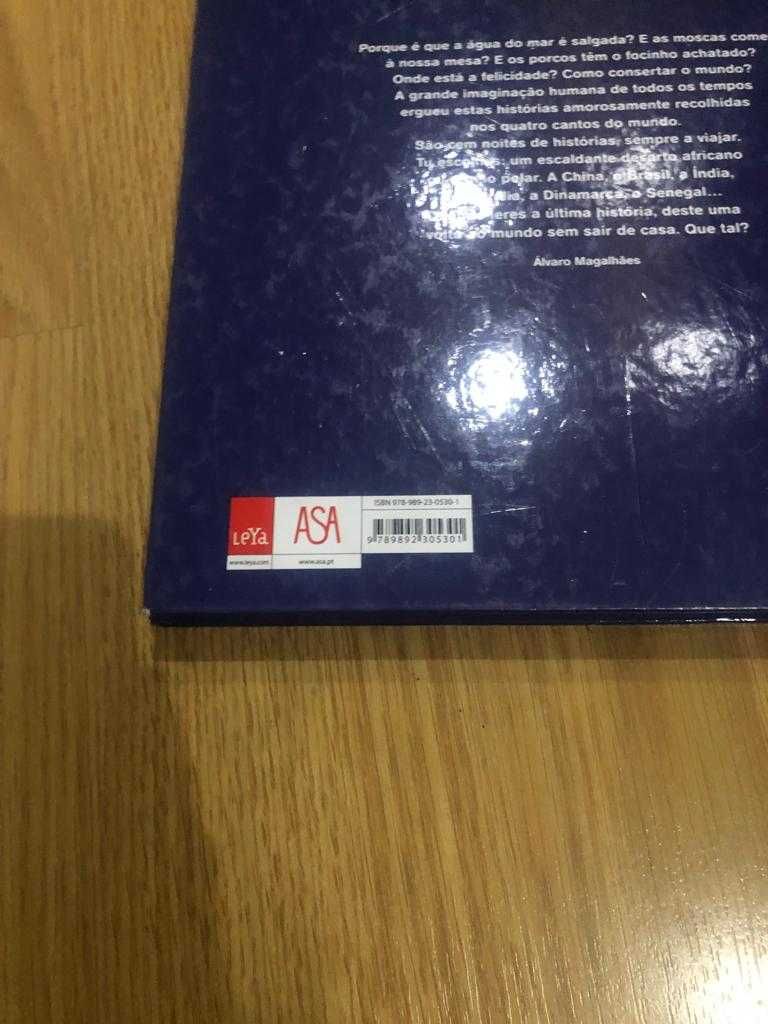 Porque é que a água do mar é salgada? E as moscas come
à nossa mesa? E os porcos têm o focinho achatado?
Onde está a felicidade? Como consertar o mundo?
A grande imaginação humana de todos os tempos
ergueu estas histórias amorosamente recolhidas
nos quatro cantos do mundo.
São cem noites de histórias, sempre a viajar.
Tu escolhes: um escaldante deserto africano
polar. A China, o Brasil, a Índia,
a Dinamarca, o Senegal...
a última história, deste uma
volta ao mundo sem sair de casa. Que tal?
Álvaro Magalhães
ISBN 978-989-23-0530-1
LeYa
ASA
9 789892 305301
www.leya.com
www.asa.pt